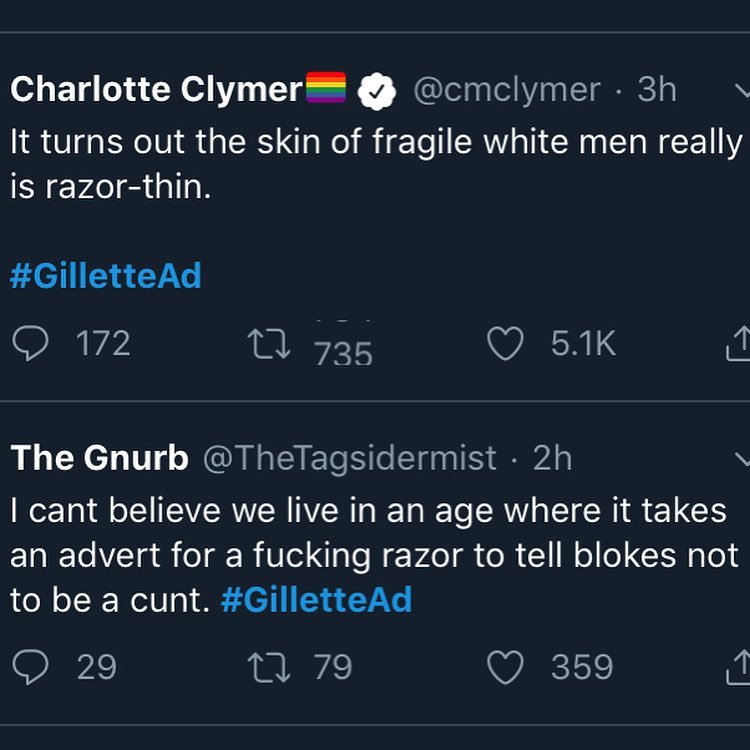 Charlotte Clymer🏳️‍🌈 @cmclymer · 3h
It turns out the skin of fragile white men really
is razor-thin.
#GilletteAd
172 735 5.1K
The Gnurb @TheTagsidermist · 2h
I cant believe we live in an age where it takes
an advert for a fucking razor to tell blokes not
to be a cunt. #GilletteAd
29 79 359